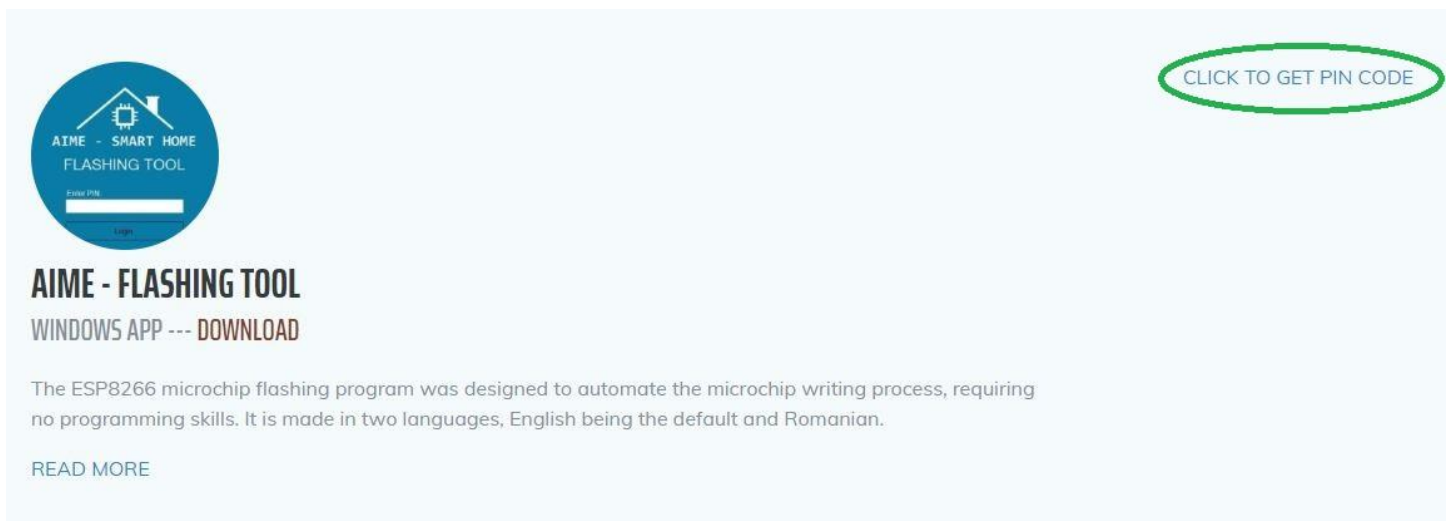 CLICK TO GET PIN CODE
AIME - SMART HOME
FLASHING TOOL
Enter PIN
Login
AIME - FLASHING TOOL
WINDOWS APP --- DOWNLOAD
The ESP8266 microchip flashing program was designed to automate the microchip writing process, requiring
no programming skills. It is made in two languages, English being the default and Romanian.
READ MORE